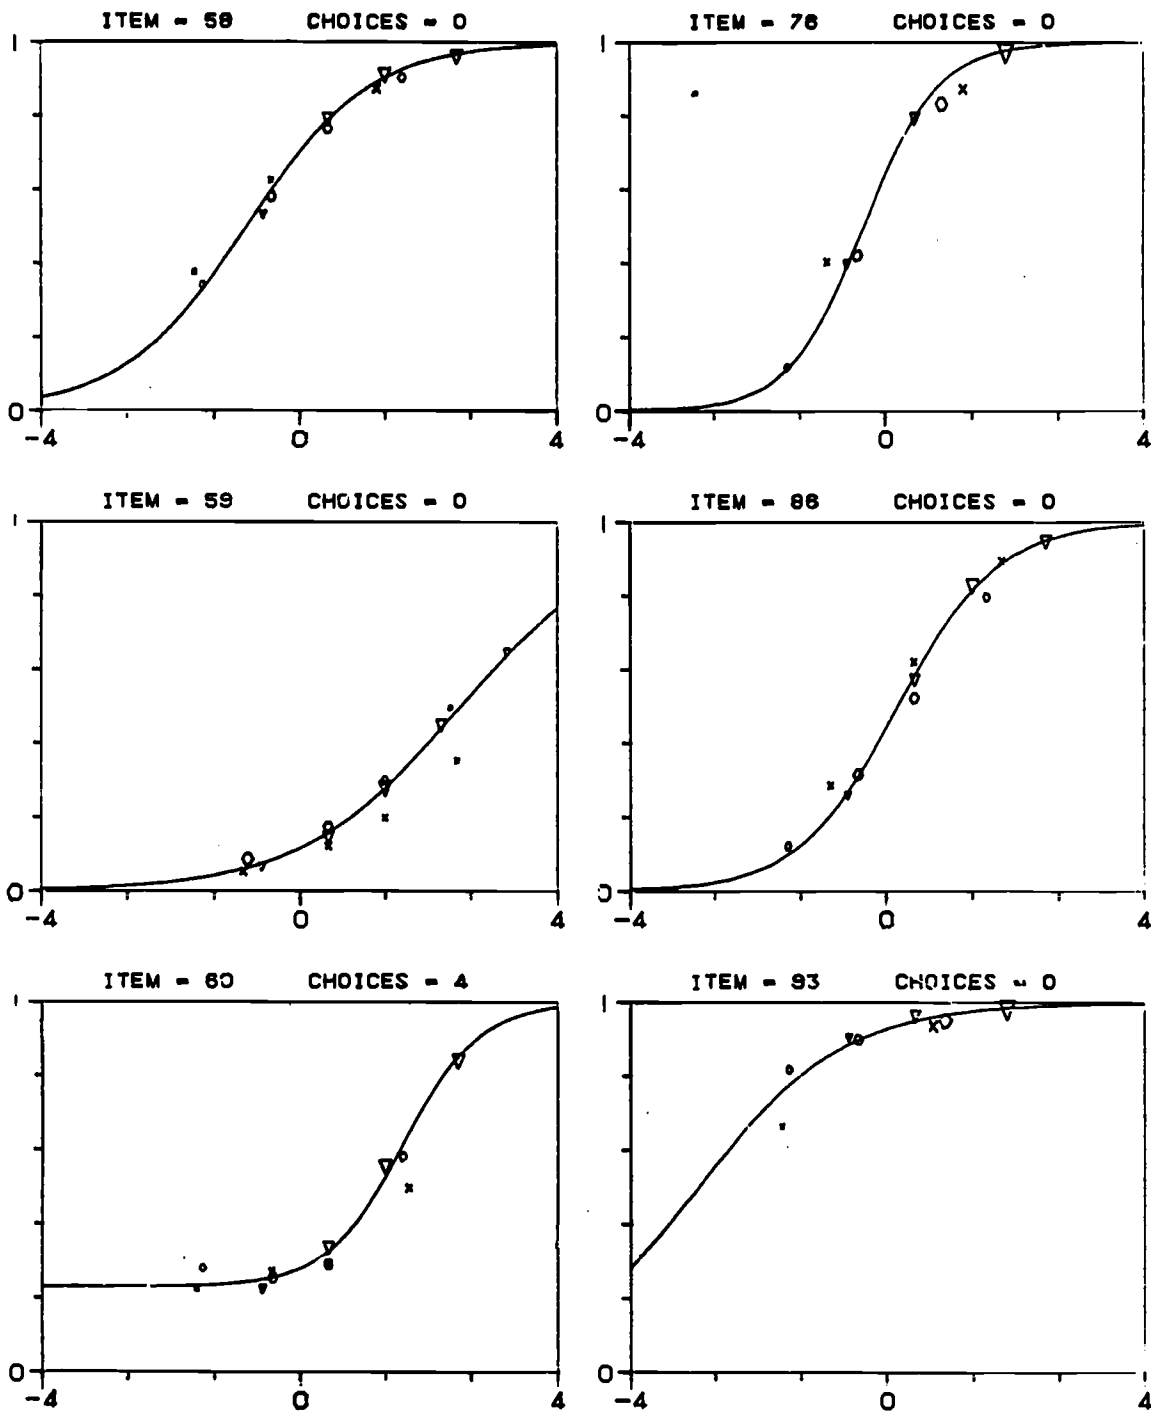 ITEM = 58 CHOICES = 0
1
0
-4 0 4
ITEM = 76 CHOICES = 0
1
0
-4 0 4
ITEM = 59 CHOICES = 0
1
0
-4 0 4
ITEM = 86 CHOICES = 0
1
0
-4 0 4
ITEM = 60 CHOICES = 4
1
0
-4 0 4
ITEM = 93 CHOICES = 0
1
0
-4 0 4